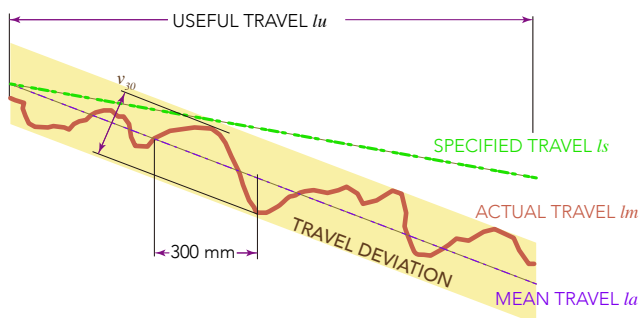 USEFUL TRAVEL lu
v30
SPECIFIED TRAVEL ls
ACTUAL TRAVEL lm
300 mm
TRAVEL DEVIATION
MEAN TRAVEL la